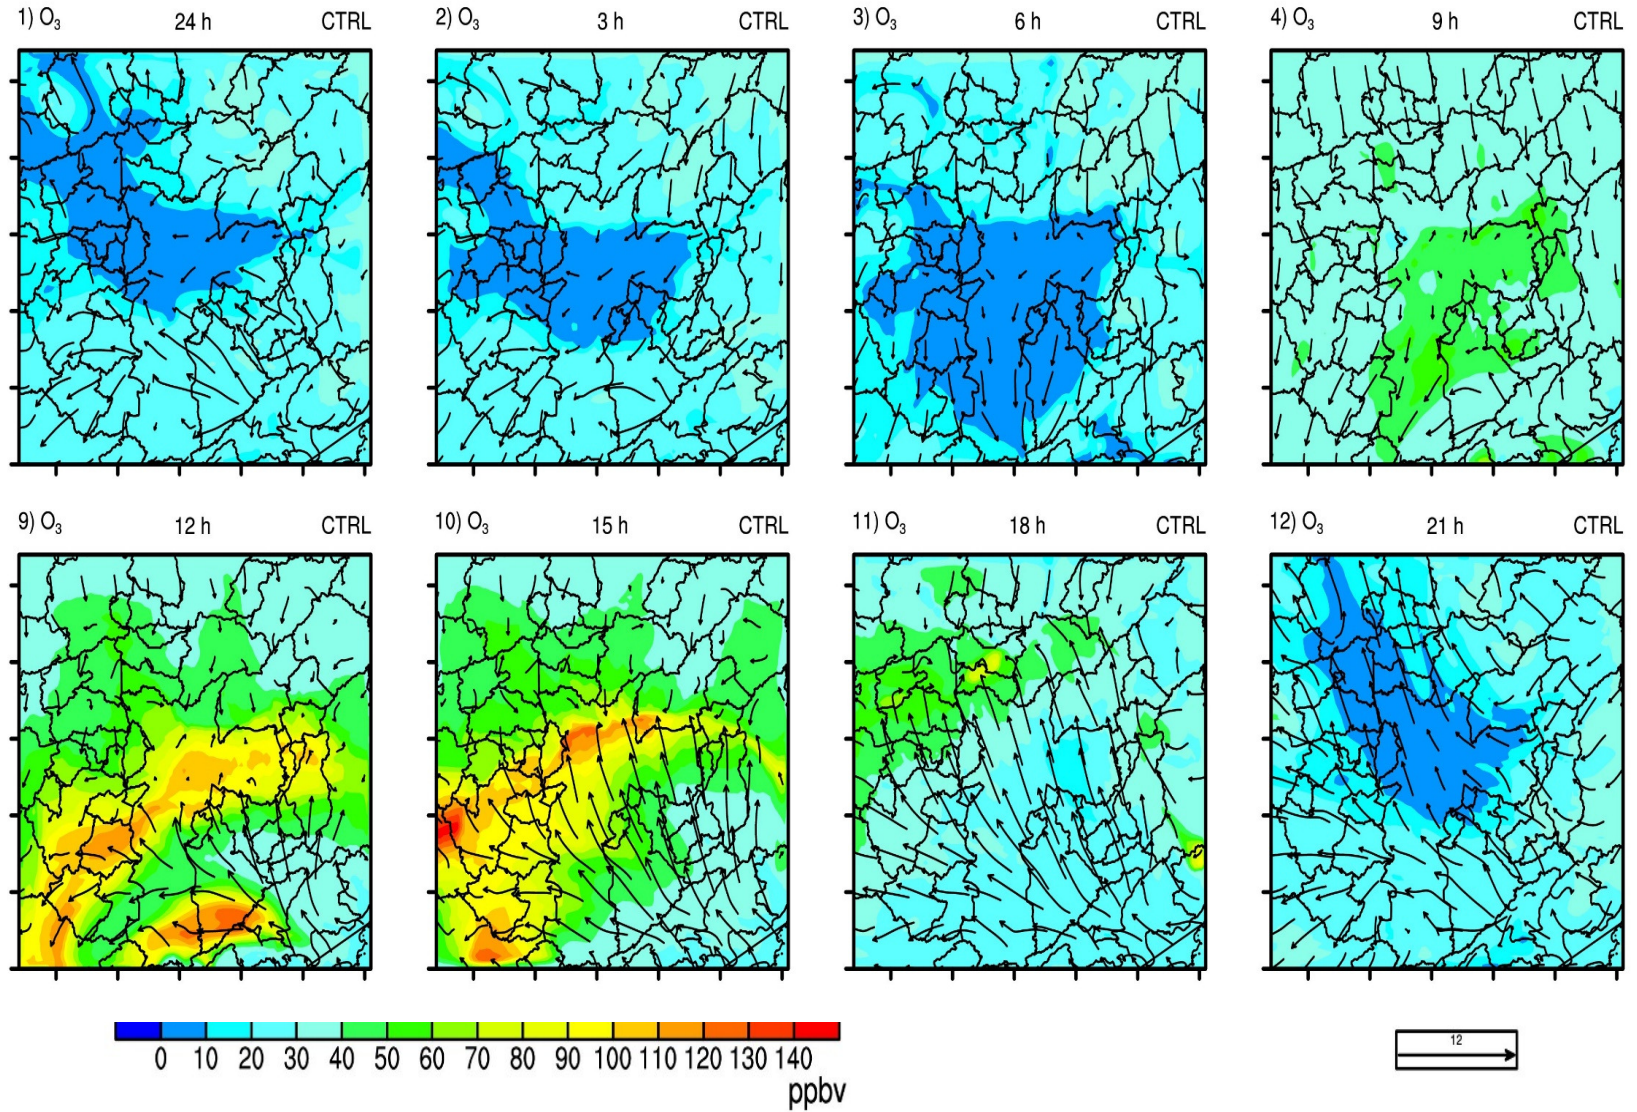 1) O₃ 24 h CTRL
2) O₃ 3 h CTRL
3) O₃ 6 h CTRL
4) O₃ 9 h CTRL
9) O₃ 12 h CTRL
10) O₃ 15 h CTRL
11) O₃ 18 h CTRL
12) O₃ 21 h CTRL
0 10 20 30 40 50 60 70 80 90 100 110 120 130 140
ppbv
12